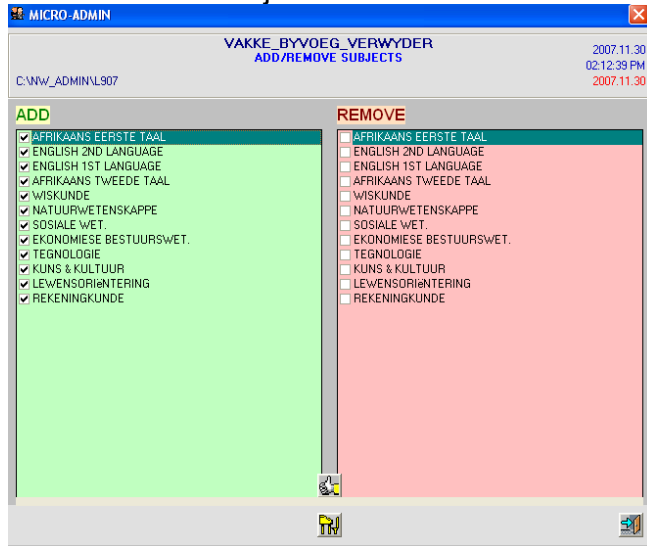 MICRO-ADMIN
VAKKE_BYVOEG_VERWYDER
ADD/REMOVE SUBJECTS
2007.11.30
02:12:39 PM
C:\NW_ADMIN\L907
2007.11.30
ADD
AFRIKAANS EERSTE TAAL
ENGLISH 2ND LANGUAGE
ENGLISH 1ST LANGUAGE
AFRIKAANS TWEEDE TAAL
WISKUNDE
NATUURWETENSKAPPE
SOSIALE WET.
EKONOMIESE BESTUURSWET.
TEGNOLOGIE
KUNS & KULTUUR
LEWENSORIëNTERING
REKENINGKUNDE
REMOVE
AFRIKAANS EERSTE TAAL
ENGLISH 2ND LANGUAGE
ENGLISH 1ST LANGUAGE
AFRIKAANS TWEEDE TAAL
WISKUNDE
NATUURWETENSKAPPE
SOSIALE WET.
EKONOMIESE BESTUURSWET.
TEGNOLOGIE
KUNS & KULTUUR
LEWENSORIëNTERING
REKENINGKUNDE